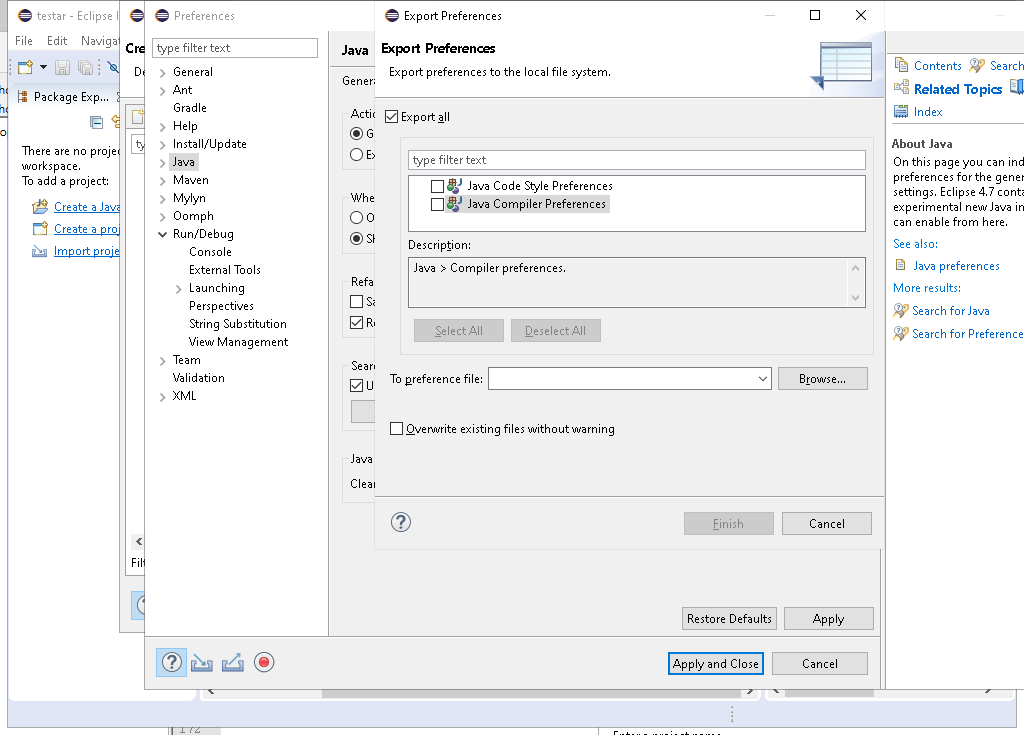 testar - Eclipse I
File Edit Navigat
Package Exp...
There are no projec
workspace.
To add a project:
Create a Java
Create a proj
Import proje
Cre
De
ty
Filt
Preferences
type filter text
General
Ant
Gradle
Help
Install/Update
Java
Maven
Mylyn
Oomph
Run/Debug
Console
External Tools
Launching
Perspectives
String Substitution
View Management
Team
Validation
XML
Java
Genera
Actio
G
Ex
Whe
O
Sh
Refa
Sa
Re
Searc
U
Java
Clear
Export Preferences
Export Preferences
Export preferences to the local file system.
Export all
type filter text
Java Code Style Preferences
Java Compiler Preferences
Description:
Java > Compiler preferences.
Select All Deselect All
To preference file: Browse...
Overwrite existing files without warning
Finish Cancel
Restore Defaults Apply
Apply and Close Cancel
Contents Search
Related Topics
Index
About Java
On this page you can ind
preferences for the gener
settings. Eclipse 4.7 conta
experimental new Java in
can enable from here.
See also:
Java preferences
More results:
Search for Java
Search for Preference
172
Enter a project name